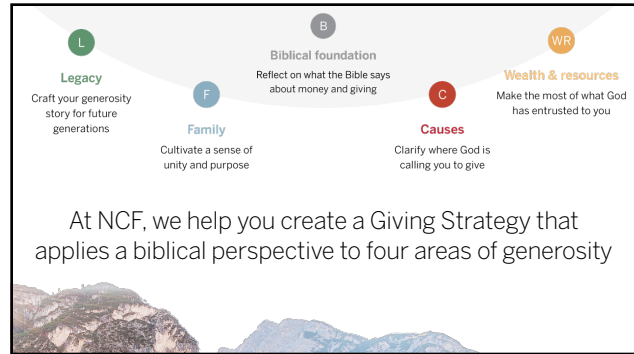 L
Legacy
Craft your generosity
story for future
generations
F
Family
Cultivate a sense of
unity and purpose
B
Biblical foundation
Reflect on what the Bible says
about money and giving
C
Causes
Clarify where God is
calling you to give
WR
Wealth & resources
Make the most of what God
has entrusted to you
At NCF, we help you create a Giving Strategy that
applies a biblical perspective to four areas of generosity